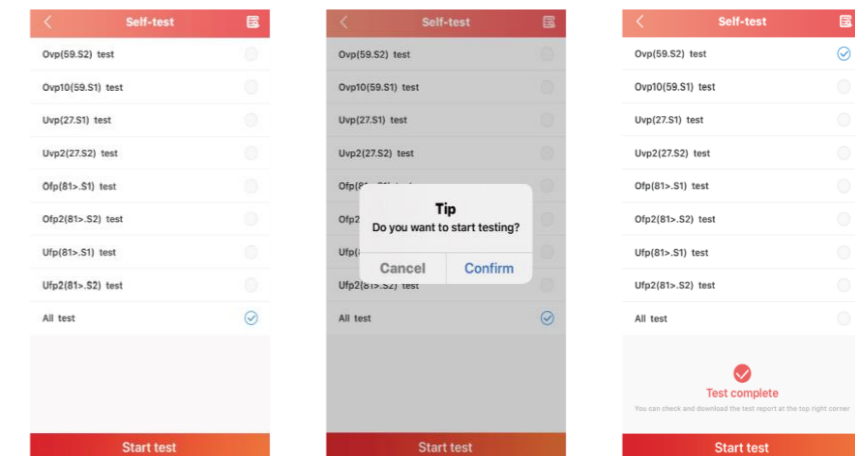 Self-test
Ovp(59.S2) test
Ovp10(59.S1) test
Uvp(27.S1) test
Uvp2(27.S2) test
Ofp(81>.S1) test
Ofp2(81>.S2) test
Ufp(81>.S1) test
Ufp2(81>.S2) test
All test
Start test
Self-test
Ovp(59.S2) test
Ovp10(59.S1) test
Uvp(27.S1) test
Uvp2(27.S2) test
Tip
Do you want to start testing?
Cancel
Confirm
Ufp2(81>.S2) test
All test
Start test
Self-test
Ovp(59.S2) test
Ovp10(59.S1) test
Uvp(27.S1) test
Uvp2(27.S2) test
Ofp(81>.S1) test
Ofp2(81>.S2) test
Ufp(81>.S1) test
Ufp2(81>.S2) test
All test
Test complete
You can check and download the test report at the top right corner
Start test